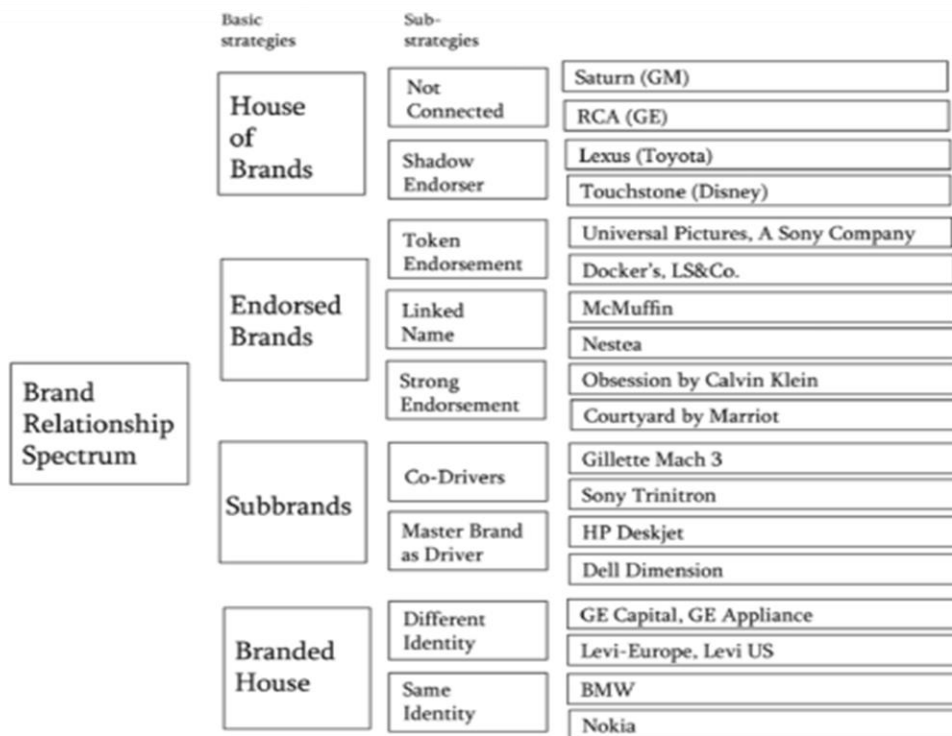 Basic
strategies
Sub-
strategies
House
of
Brands
Not
Connected
Saturn (GM)
RCA (GE)
Shadow
Endorser
Lexus (Toyota)
Touchstone (Disney)
Endorsed
Brands
Token
Endorsement
Universal Pictures, A Sony Company
Docker's, LS&Co.
Linked
Name
McMuffin
Nestea
Strong
Endorsement
Obsession by Calvin Klein
Courtyard by Marriot
Brand
Relationship
Spectrum
Subbrands
Co-Drivers
Gillette Mach 3
Sony Trinitron
Master Brand
as Driver
HP Deskjet
Dell Dimension
Branded
House
Different
Identity
GE Capital, GE Appliance
Levi-Europe, Levi US
Same
Identity
BMW
Nokia